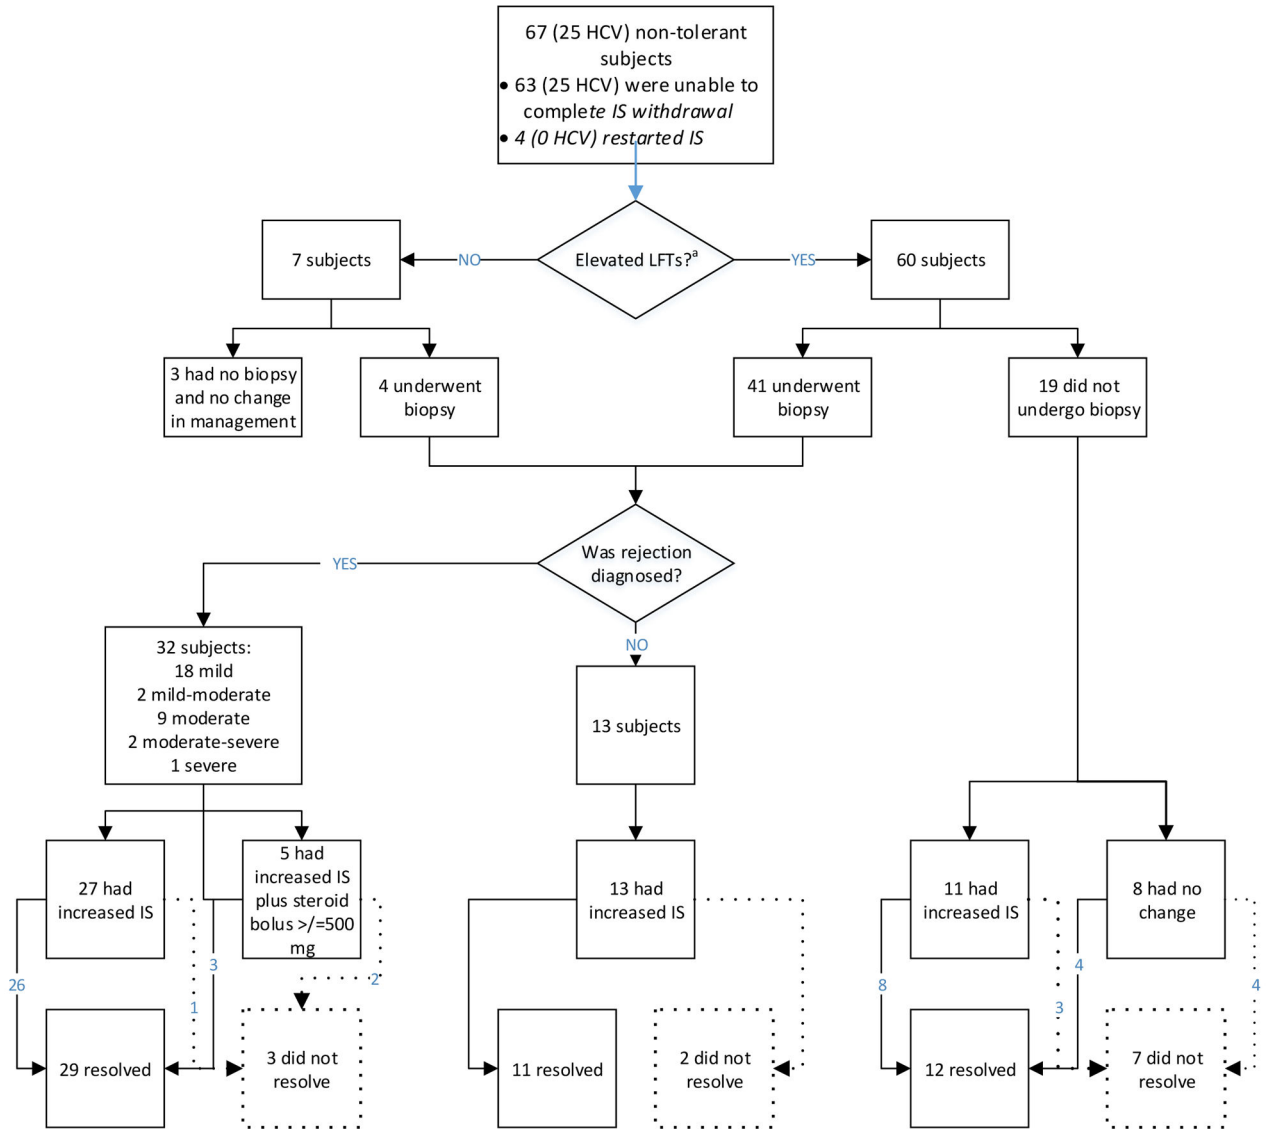 67 (25 HCV) non-tolerant
subjects
• 63 (25 HCV) were unable to
complete IS withdrawal
• 4 (0 HCV) restarted IS
7 subjects
NO
Elevated LFTs?ᵃ
YES
60 subjects
3 had no biopsy
and no change
in management
4 underwent
biopsy
41 underwent
biopsy
19 did not
undergo biopsy
Was rejection
diagnosed?
YES
NO
32 subjects:
18 mild
2 mild-moderate
9 moderate
2 moderate-severe
1 severe
13 subjects
27 had
increased IS
5 had
increased IS
plus steroid
bolus >/=500
mg
13 had
increased IS
11 had
increased IS
8 had no
change
26
1
3
2
8
3
4
4
29 resolved
3 did not
resolve
11 resolved
2 did not
resolve
12 resolved
7 did not
resolve